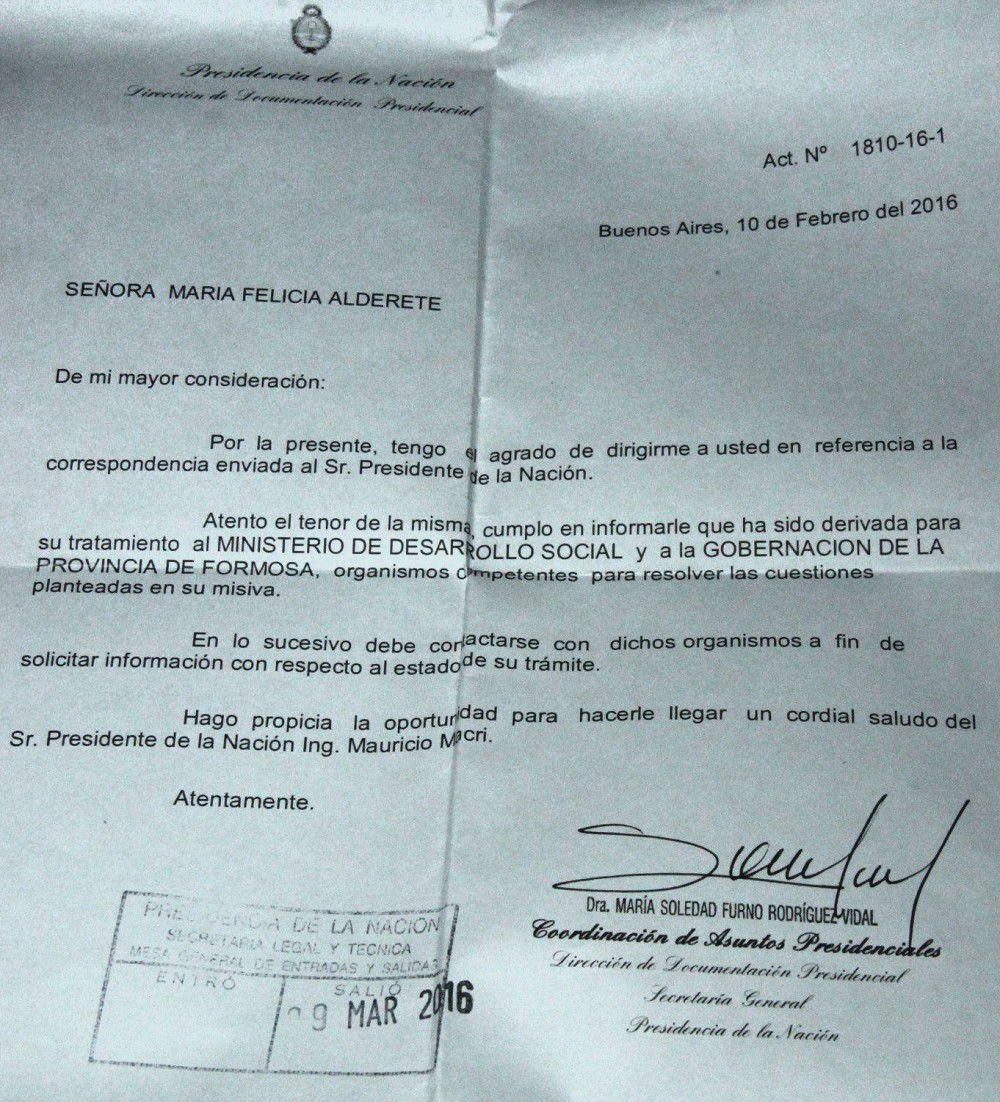 Presidencia de la Nación
Dirección de Documentación Presidencial
Act. Nº 1810-16-1
Buenos Aires, 10 de Febrero del 2016
SEÑORA MARIA FELICIA ALDERETE
De mi mayor consideración:
Por la presente, tengo el agrado de dirigirme a usted en referencia a la
correspondencia enviada al Sr. Presidente de la Nación.
Atento el tenor de la misma, cumplo en informarle que ha sido derivada para
su tratamiento al MINISTERIO DE DESARROLLO SOCIAL y a la GOBERNACION DE LA
PROVINCIA DE FORMOSA, organismos competentes para resolver las cuestiones
planteadas en su misiva.
En lo sucesivo debe contactarse con dichos organismos a fin de
solicitar información con respecto al estado de su trámite.
Hago propicia la oportunidad para hacerle llegar un cordial saludo del
Sr. Presidente de la Nación Ing. Mauricio Macri.
Atentamente.
Dra. MARÍA SOLEDAD FURNO RODRÍGUEZ VIDAL
Coordinación de Asuntos Presidenciales
Dirección de Documentación Presidencial
Secretaría General
Presidencia de la Nación
PRESIDENCIA DE LA NACION
SECRETARIA LEGAL Y TECNICA
MESA GENERAL DE ENTRADAS Y SALIDAS
ENTRÓ SALIÓ
9 MAR 2016